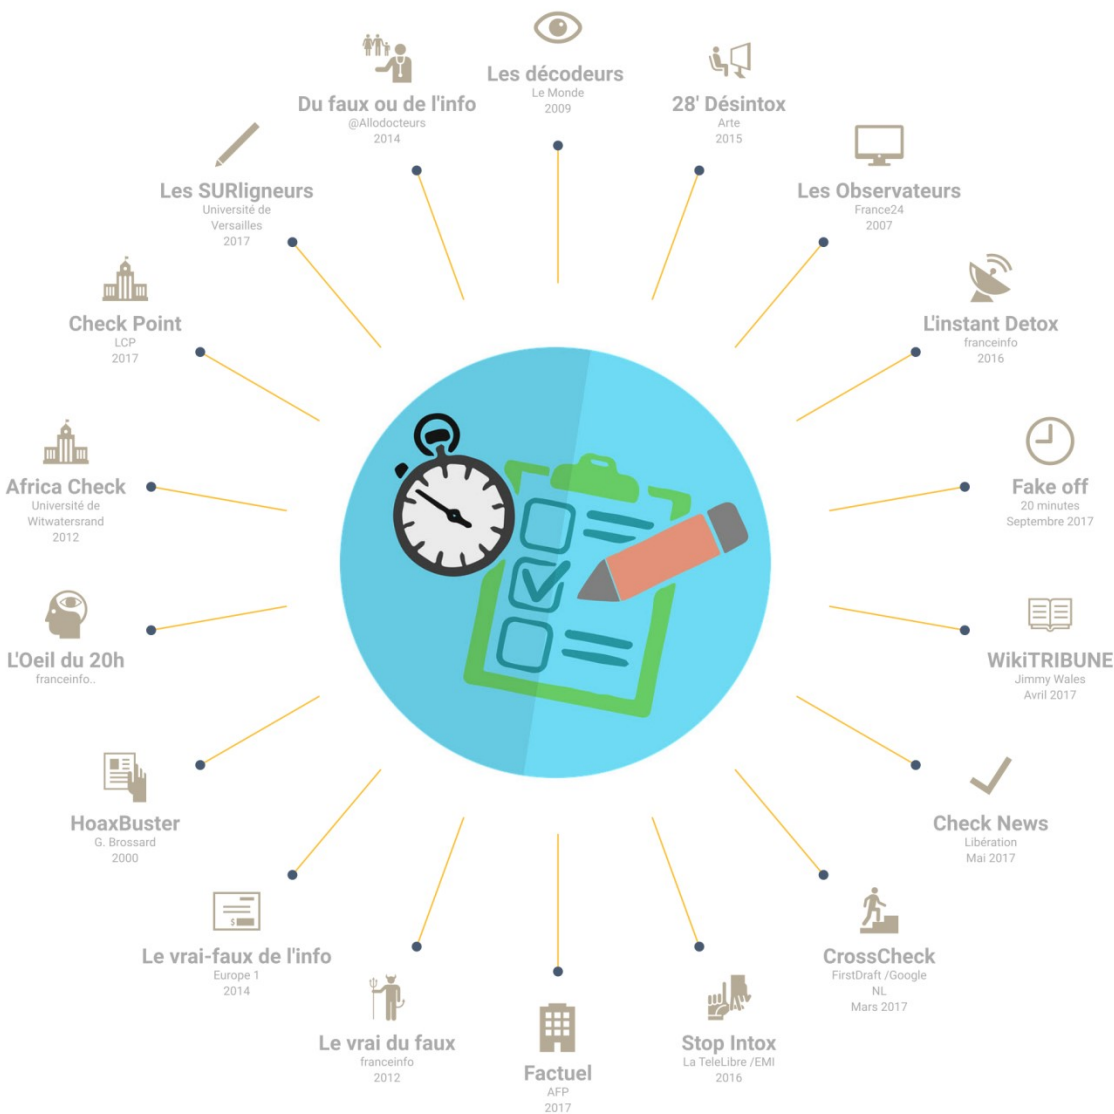 Les décodeurs
Le Monde
2009
28' Désintox
Arte
2015
Les Observateurs
France24
2007
L'instant Detox
franceinfo
2016
Fake off
20 minutes
Septembre 2017
WikiTRIBUNE
Jimmy Wales
Avril 2017
Check News
Libération
Mai 2017
CrossCheck
FirstDraft /Google
NL
Mars 2017
Stop Intox
La TeleLibre /EMI
2016
Factuel
AFP
2017
Le vrai du faux
franceinfo
2012
Le vrai-faux de l'info
Europe 1
2014
HoaxBuster
G. Brossard
2000
L'Oeil du 20h
franceinfo..
Africa Check
Université de
Witwatersrand
2012
Check Point
LCP
2017
Les SURligneurs
Université de
Versailles
2017
Du faux ou de l'info
@Allodocteurs
2014
$